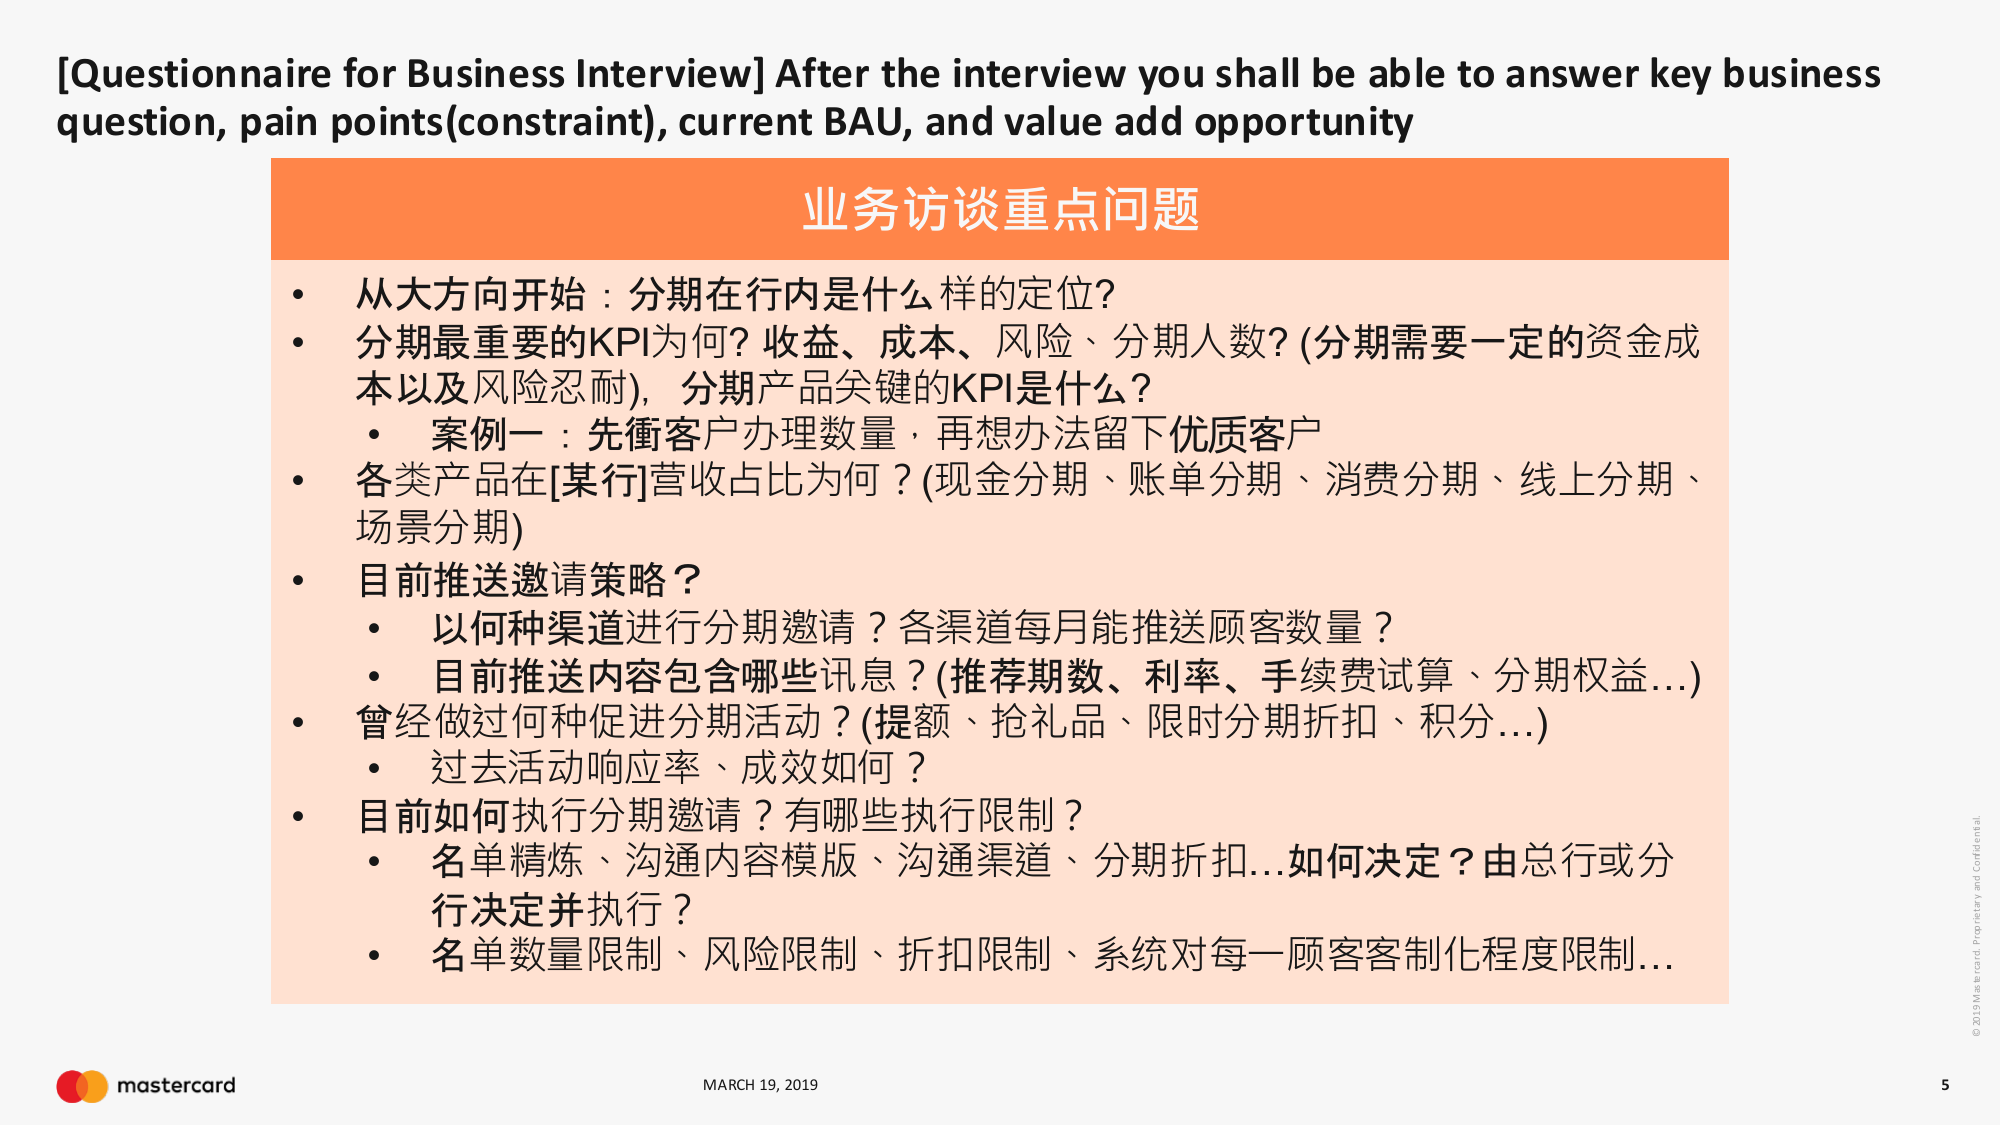 [Questionnaire for Business Interview] After the interview you shall be able to answer key business
question, pain points(constraint), current BAU, and value add opportunity
业务访谈重点问题
• 从大方向开始：分期在行内是什么样的定位?
• 分期最重要的KPI为何? 收益、成本、风险、分期人数? (分期需要一定的资金成
本以及风险忍耐), 分期产品关键的KPI是什么?
• 案例一：先衝客户办理数量，再想办法留下优质客户
• 各类产品在[某行]营收占比为何？(现金分期、账单分期、消费分期、线上分期、
场景分期)
• 目前推送邀请策略？
• 以何种渠道进行分期邀请？各渠道每月能推送顾客数量？
• 目前推送内容包含哪些讯息？(推荐期数、利率、手续费试算、分期权益…)
• 曾经做过何种促进分期活动？(提额、抢礼品、限时分期折扣、积分…)
• 过去活动响应率、成效如何？
• 目前如何执行分期邀请？有哪些执行限制？
• 名单精炼、沟通内容模版、沟通渠道、分期折扣…如何决定？由总行或分
行决定并执行？
• 名单数量限制、风险限制、折扣限制、系统对每一顾客客制化程度限制…
©2019 Mastercard. Proprietary and Confidential.
mastercard
MARCH 19, 2019
5